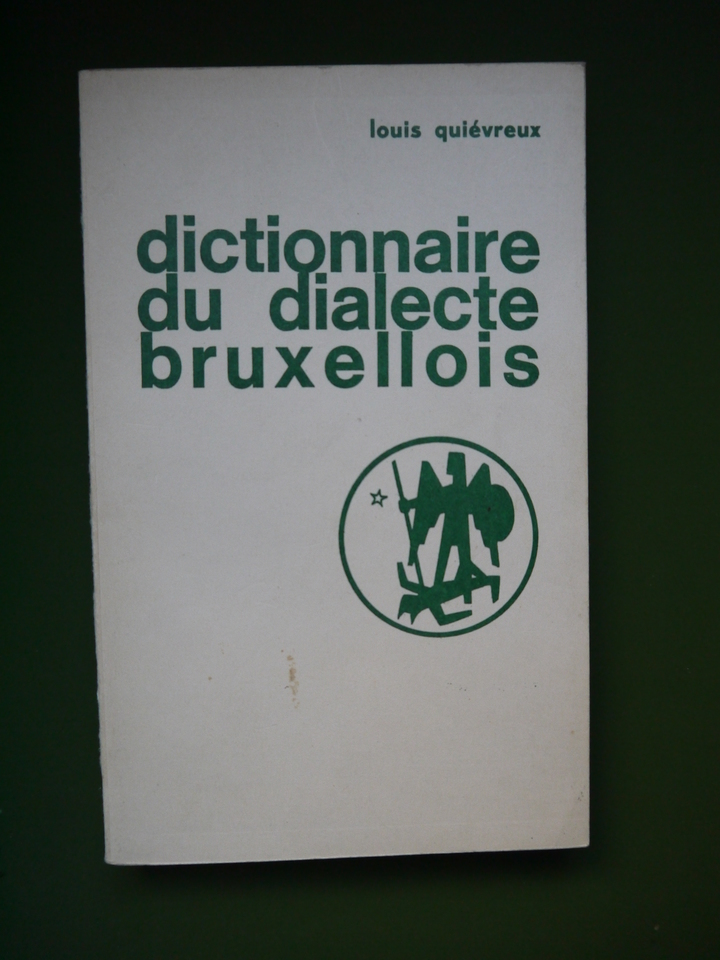 louis quiévreux
dictionnaire
du dialecte
bruxellois